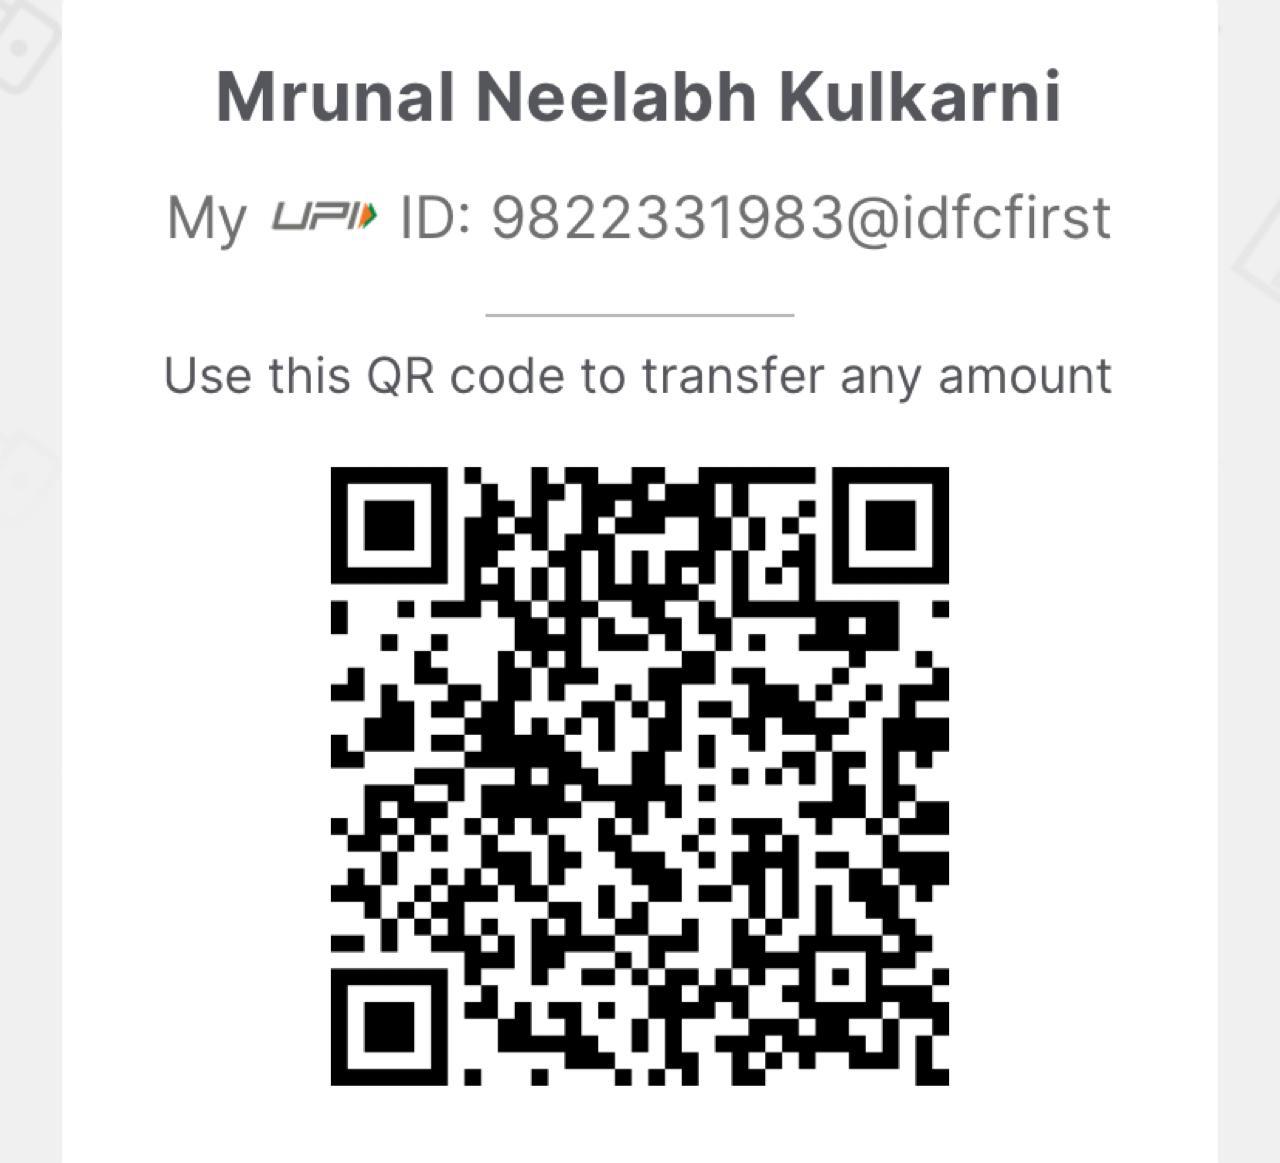 Mrunal Neelabh Kulkarni
My UPI ID: 9822331983@idfcfirst
Use this QR code to transfer any amount